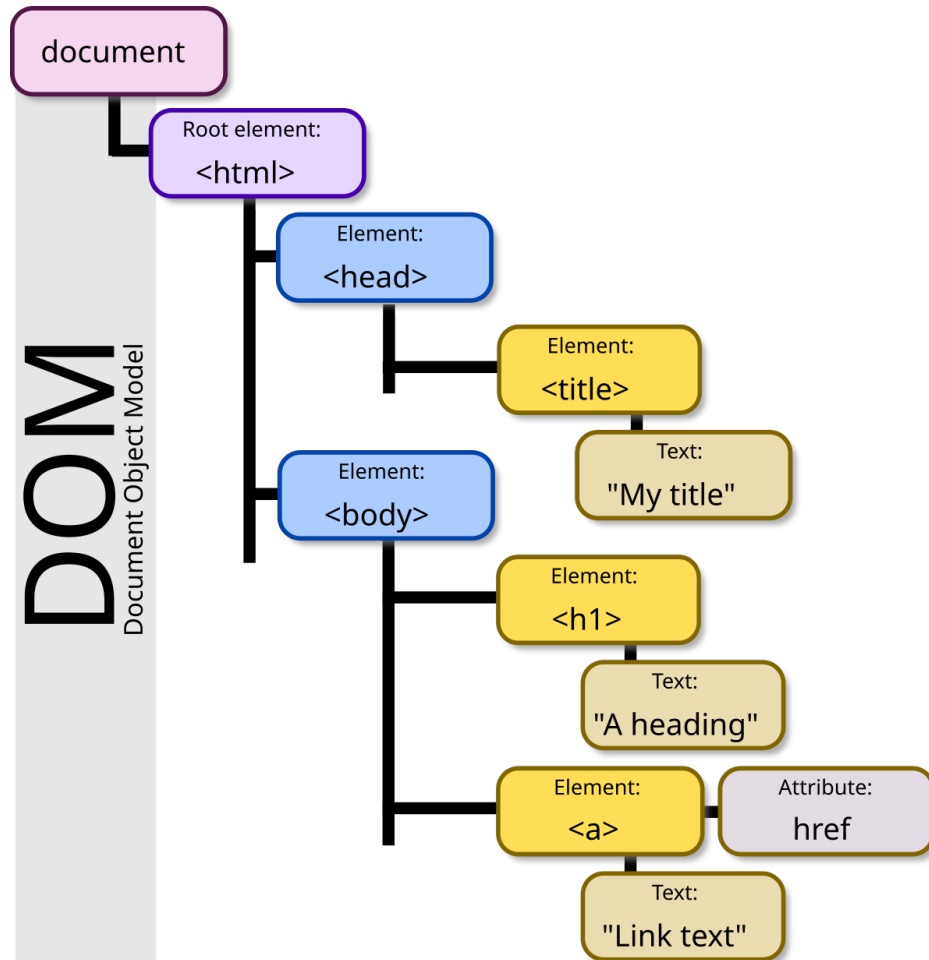 document
Root element:
<html>
Element:
<head>
Element:
<title>
Text:
"My title"
Element:
<body>
Element:
<h1>
Text:
"A heading"
Element:
<a>
Attribute:
href
Text:
"Link text"
DOM
Document Object Model